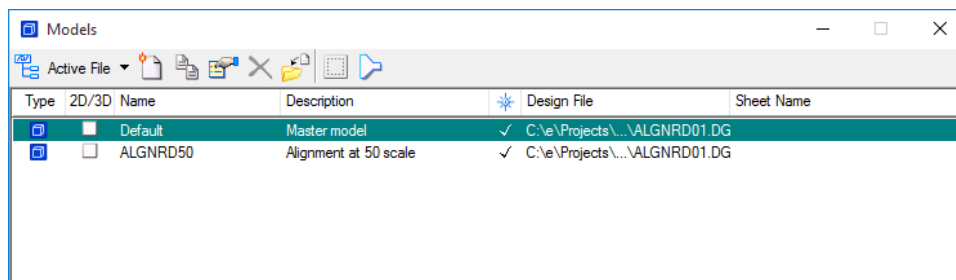 Models
Active File
Type 2D/3D Name Description Design File Sheet Name
Default Master model C:\e\Projects\...\ALGNRD01.DG
ALGNRD50 Alignment at 50 scale C:\e\Projects\...\ALGNRD01.DG